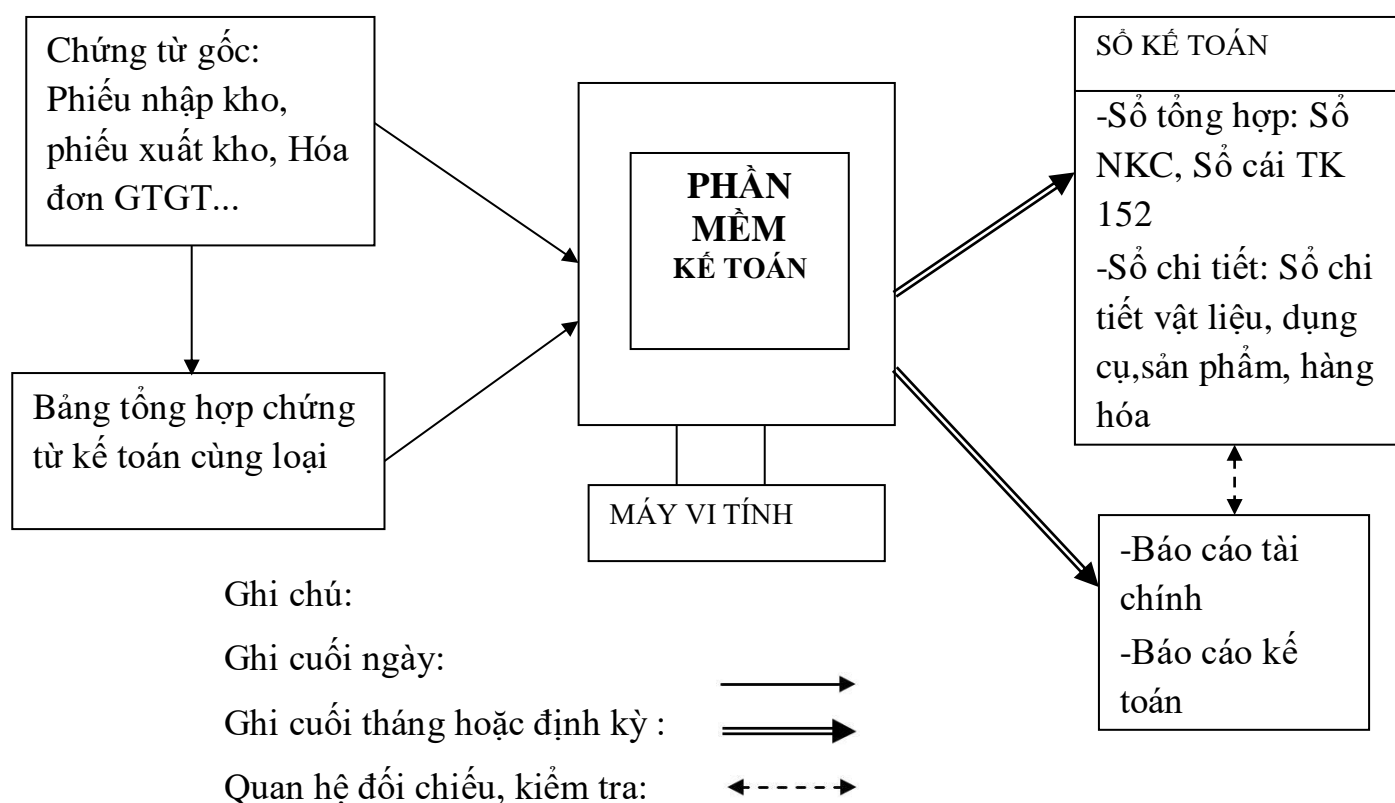 Chứng từ gốc:
Phiếu nhập kho,
phiếu xuất kho, Hóa
đơn GTGT...
Bảng tổng hợp chứng
từ kế toán cùng loại
PHẦN
MỀM
KẾ TOÁN
MÁY VI TÍNH
SỔ KẾ TOÁN
-Sổ tổng hợp: Sổ
NKC, Sổ cái TK
152
-Sổ chi tiết: Sổ chi
tiết vật liệu, dụng
cụ,sản phẩm, hàng
hóa
-Báo cáo tài
chính
-Báo cáo kế
toán
Ghi chú:
Ghi cuối ngày:
Ghi cuối tháng hoặc định kỳ :
Quan hệ đối chiếu, kiểm tra: